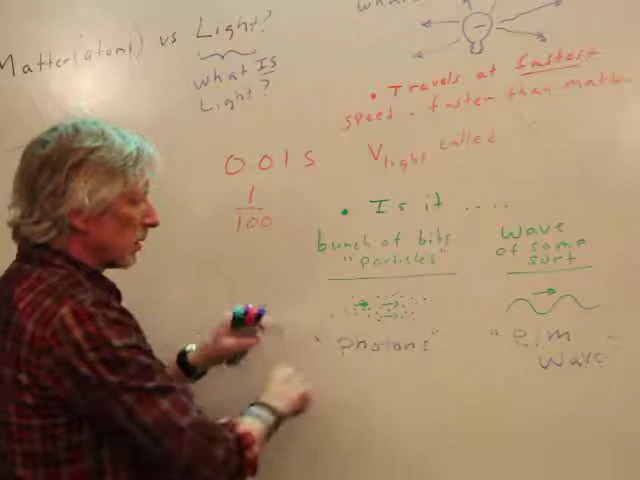 Matter(atom) vs Light?
What IS
Light?
• Travels at fastest
speed - faster than matter
V light called
0.01 s
1
100
• Is it ....
bunch of bits
"particles"
wave
of some
sort
"photons"
"e/m
wave"